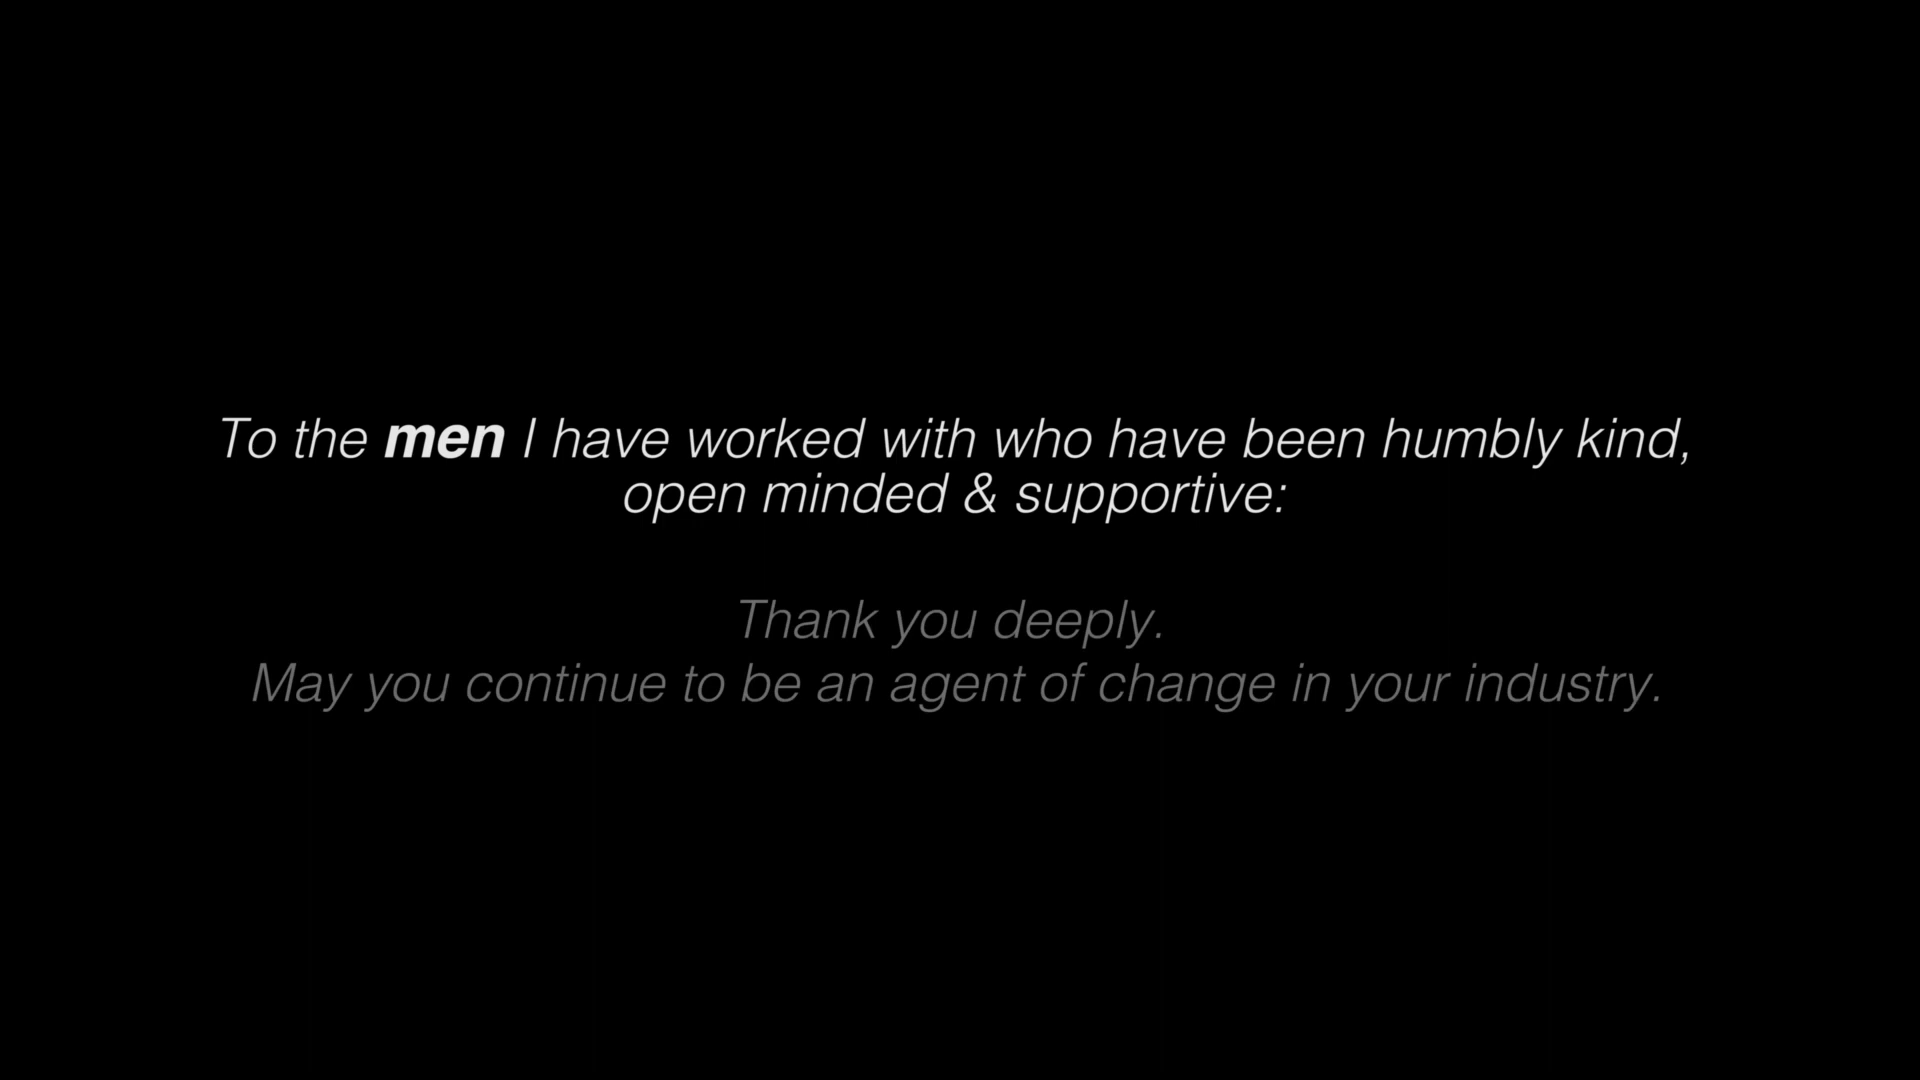 To the men I have worked with who have been humbly kind,
open minded & supportive:
Thank you deeply.
May you continue to be an agent of change in your industry.